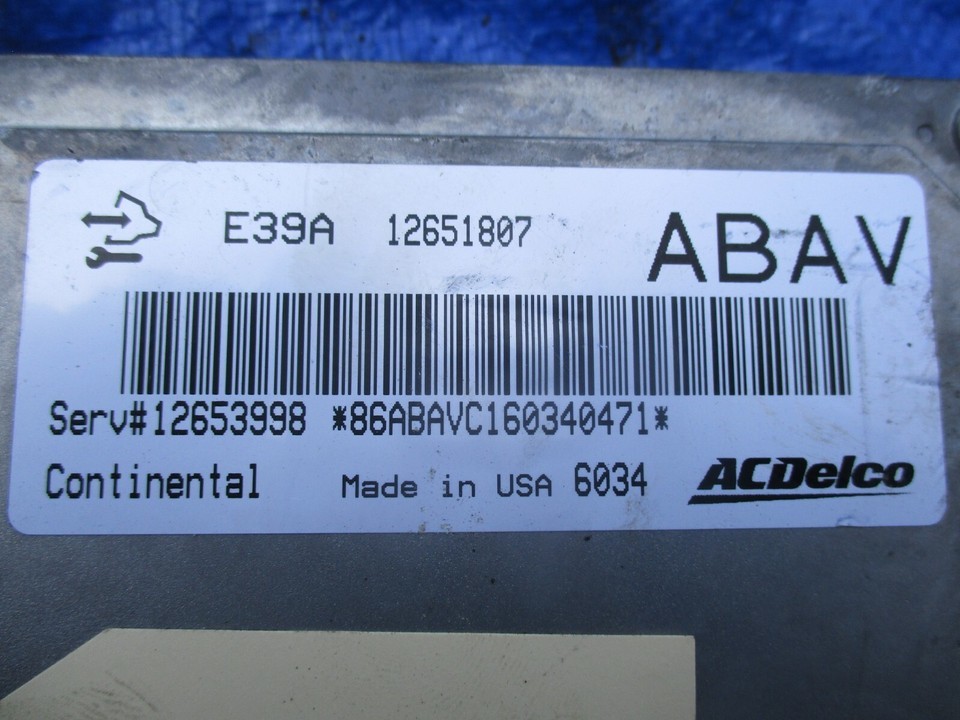 E39A 12651807 ABAV
Serv#12653998 *86ABAVC160340471*
Continental Made in USA 6034 ACDelco